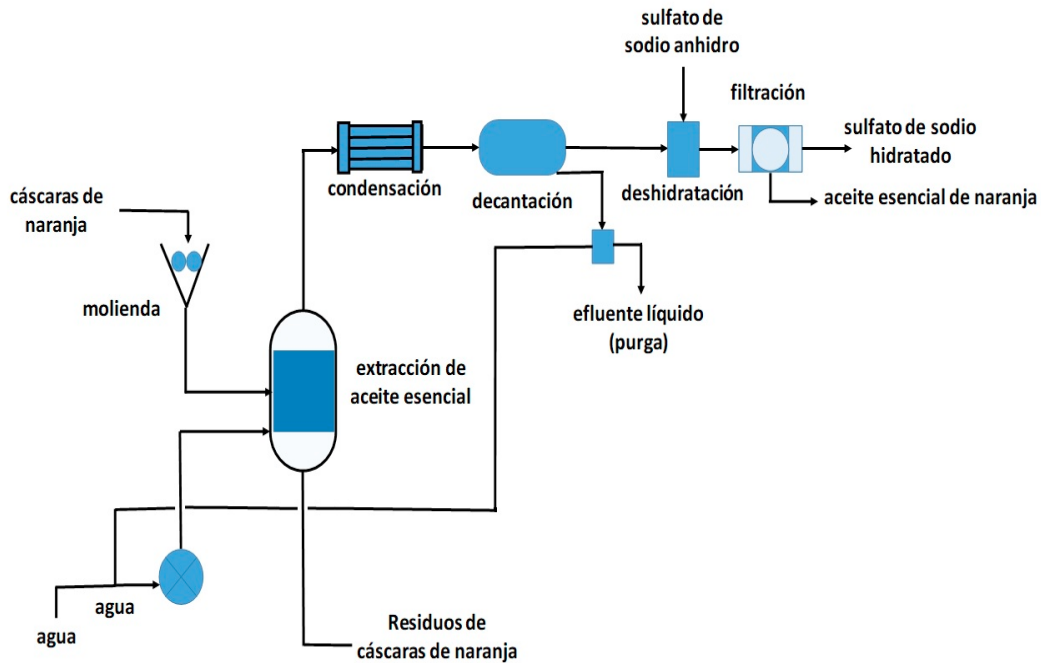 sulfato de
sodio anhidro
filtración
sulfato de sodio
hidratado
condensación
decantación
deshidratación
aceite esencial de naranja
cáscaras de
naranja
molienda
efluente líquido
(purga)
extracción de
aceite esencial
agua
agua
Residuos de
cáscaras de naranja